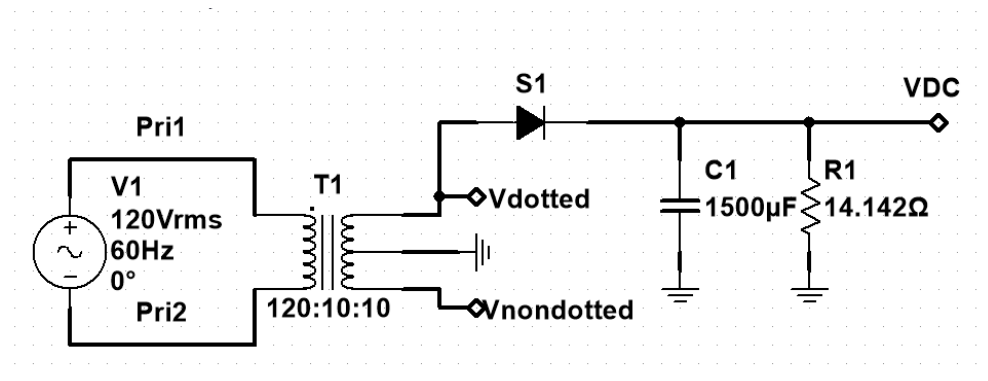 S1
VDC
Pri1
V1
120Vrms
60Hz
0°
Pri2
T1
120:10:10
Vdotted
Vnondotted
C1
1500µF
R1
14.142Ω